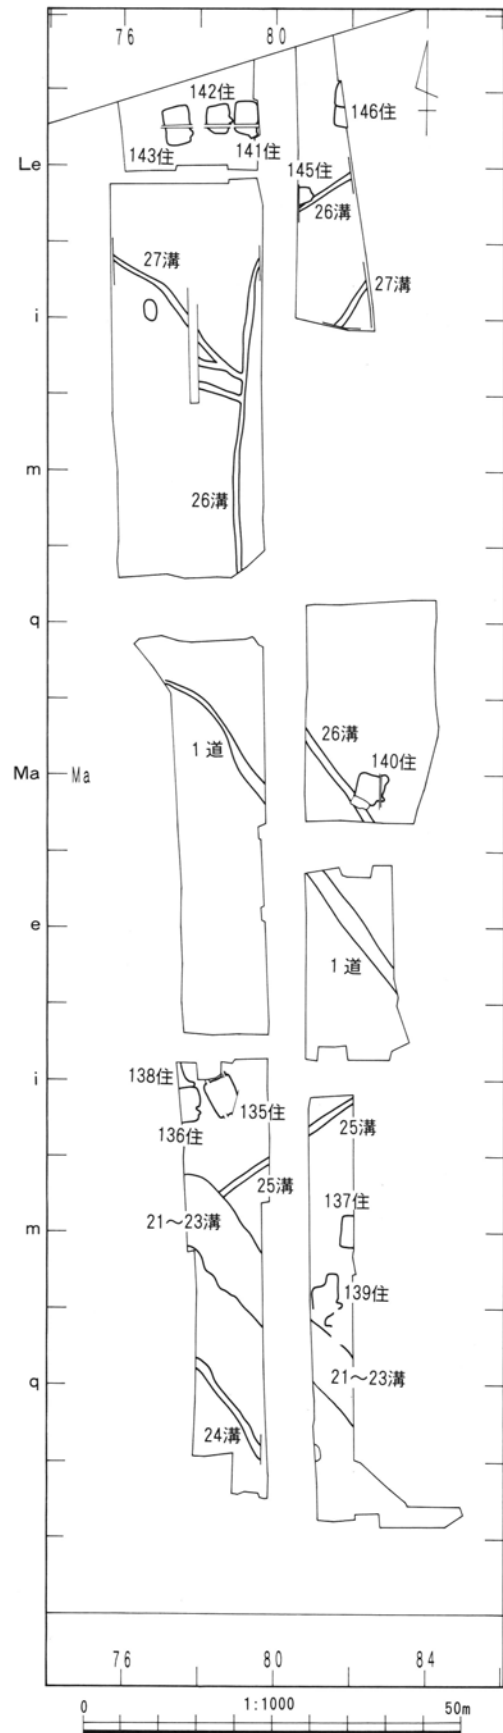 76 80
142住
146住
143住 141住
Le
145住
26溝
27溝
27溝
i
m
26溝
q
26溝
1道
140住
Ma Ma
e
1道
i
138住
135住
136住
25溝
25溝
137住
21～23溝
m
139住
q
21～23溝
24溝
76 80 84
0 1:1000 50m